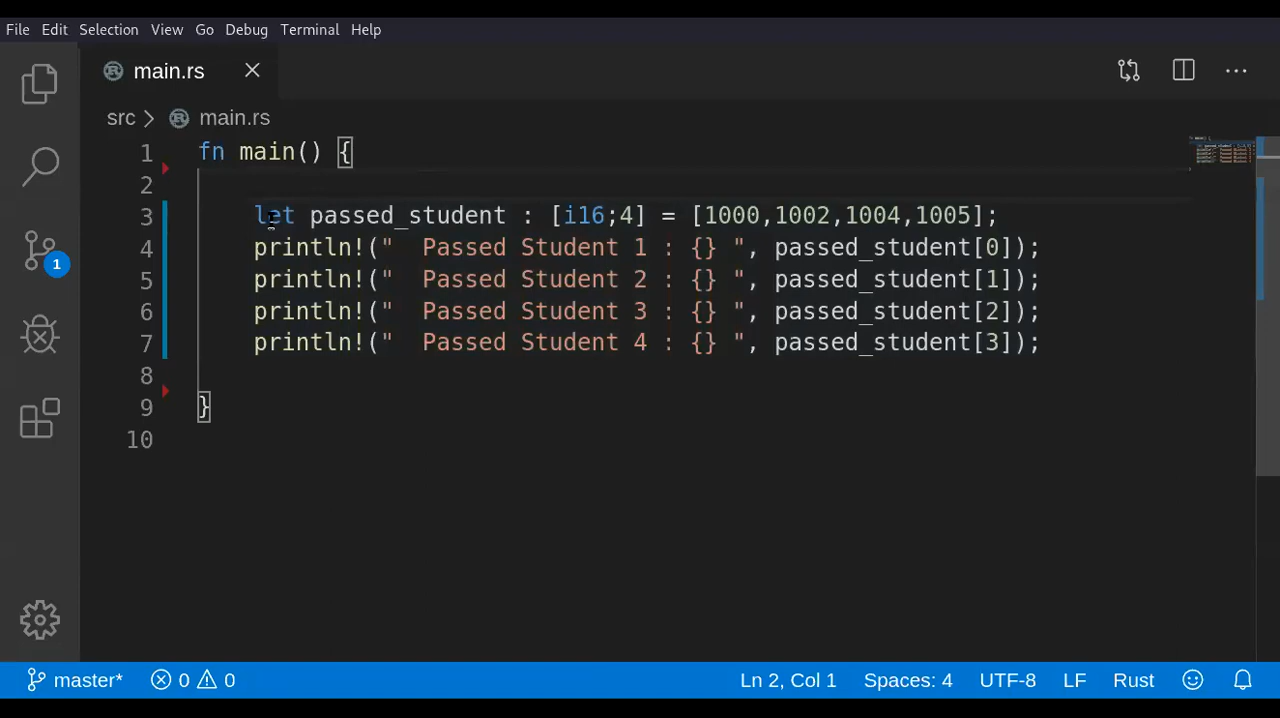 File Edit Selection View Go Debug Terminal Help
main.rs
src > main.rs
1 fn main() {
2
3 let passed_student : [i16;4] = [1000,1002,1004,1005];
4 println!("  Passed Student 1 : {} ", passed_student[0]);
5 println!("  Passed Student 2 : {} ", passed_student[1]);
6 println!("  Passed Student 3 : {} ", passed_student[2]);
7 println!("  Passed Student 4 : {} ", passed_student[3]);
8
9 }
10
1
master* 0 0 Ln 2, Col 1 Spaces: 4 UTF-8 LF Rust